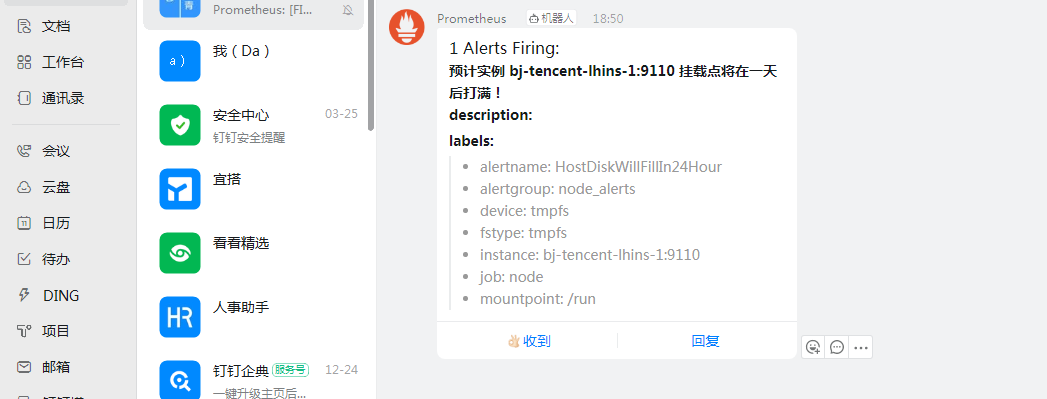 文档
工作台
通讯录
会议
云盘
日历
待办
DING
项目
邮箱
青
Prometheus: [FI...
a）
我（Da）
安全中心 03-25
钉钉安全提醒
宜搭
看看精选
HR
人事助手
钉钉企典 服务号 12-24
一键升级主页后...
Prometheus 机器人 18:50
1 Alerts Firing:
预计实例 bj-tencent-lhins-1:9110 挂载点将在一天
后打满！
description:
labels:
• alertname: HostDiskWillFillIn24Hour
• alertgroup: node_alerts
• device: tmpfs
• fstype: tmpfs
• instance: bj-tencent-lhins-1:9110
• job: node
• mountpoint: /run
👌收到 回复